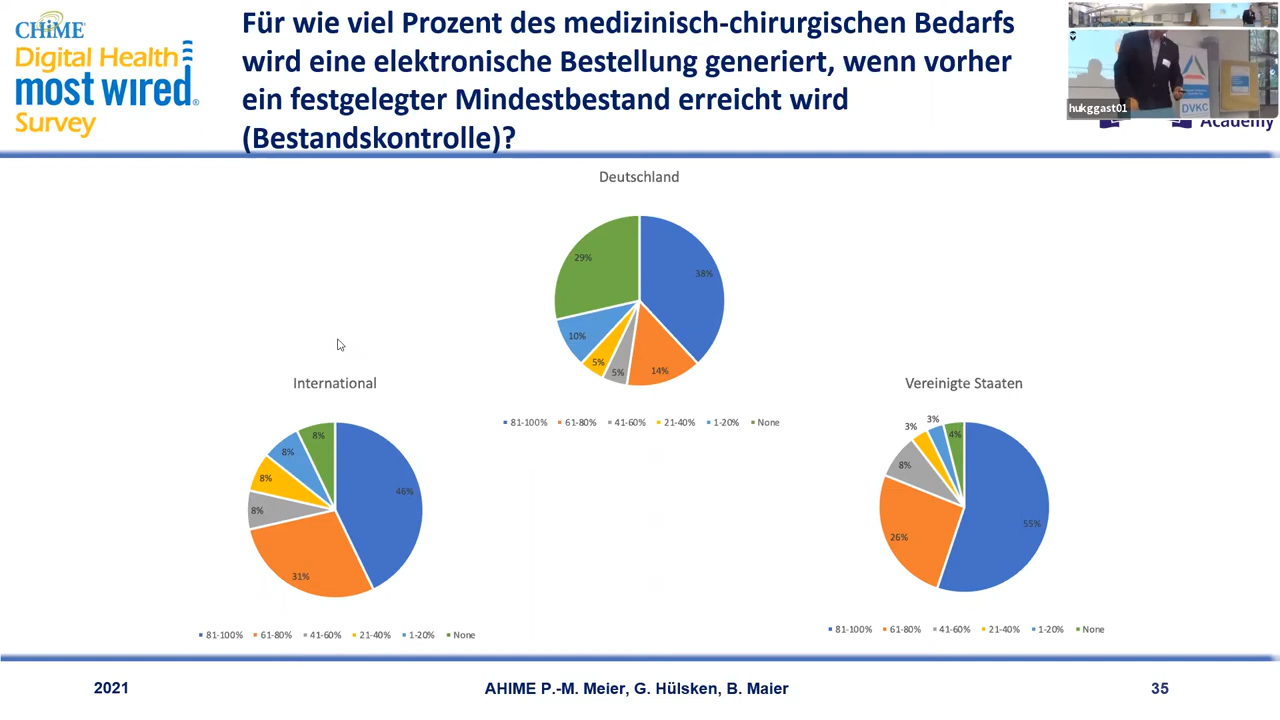 CHIME
Digital Health
most wired
Survey
Für wie viel Prozent des medizinisch-chirurgischen Bedarfs
wird eine elektronische Bestellung generiert, wenn vorher
ein festgelegter Mindestbestand erreicht wird
(Bestandskontrolle)?
hukggast01
DVKC
Academy
Deutschland
29%
38%
10%
5%
5%
14%
81-100% 61-80% 41-60% 21-40% 1-20% None
International
8%
8%
8%
8%
46%
31%
81-100% 61-80% 41-60% 21-40% 1-20% None
Vereinigte Staaten
3%
3%
4%
8%
55%
26%
81-100% 61-80% 41-60% 21-40% 1-20% None
2021
AHIME P.-M. Meier, G. Hülsken, B. Maier
35